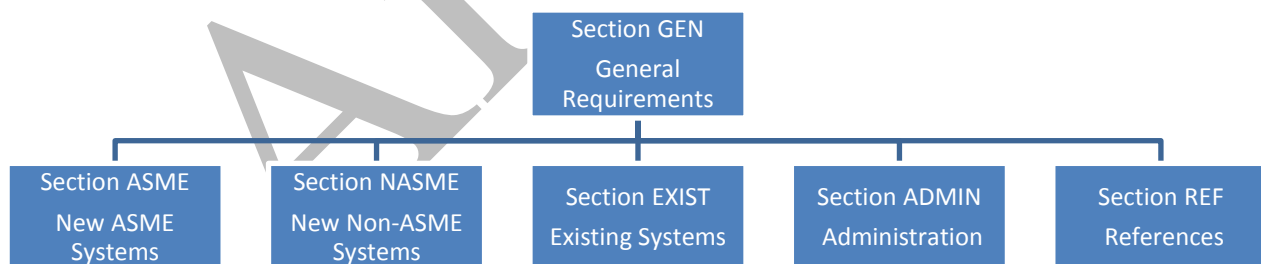 Section GEN
General
Requirements
Section ASME
New ASME
Systems
Section NASME
New Non-ASME
Systems
Section EXIST
Existing Systems
Section ADMIN
Administration
Section REF
References